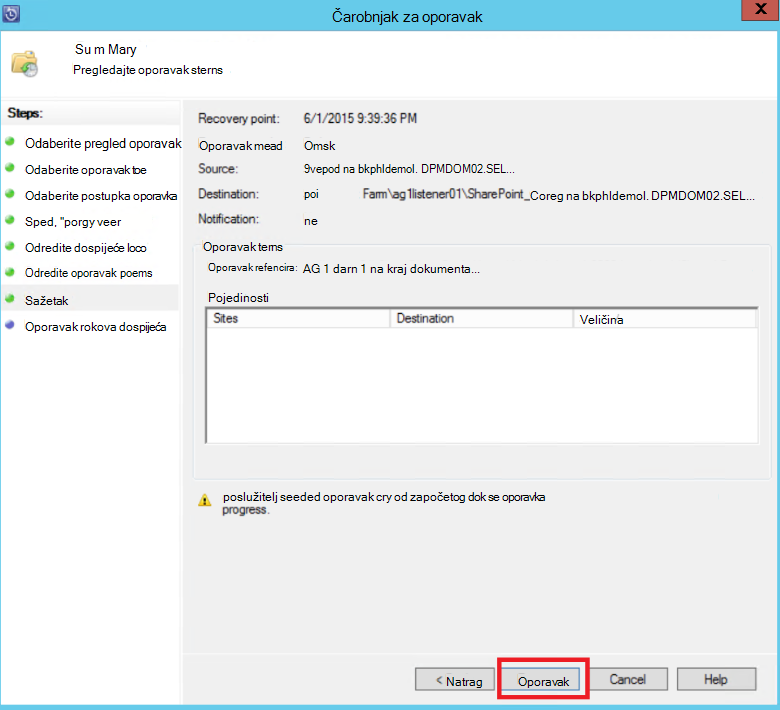 Čarobnjak za oporavak
X
Su m Mary
Pregledajte oporavak sterns
Steps:
Odaberite pregled oporavak
Odaberite oporavak toe
Odaberite postupka oporavka
Sped, "porgy veer
Odredite dospijeće loco
Odredite oporavak poems
Sažetak
Oporavak rokova dospijeća
Recovery point: 6/1/2015 9:39:36 PM
Oporavak mead Omsk
Source: 9vepod na bkphldemol. DPMDOM02.SEL...
Destination: poi Farm\ag1listener01\SharePoint_Coreg na bkphldemol. DPMDOM02.SEL...
Notification: ne
Oporavak tems
Oporavak refencira: AG 1 darn 1 na kraj dokumenta...
Pojedinosti
Sites Destination Veličina
poslužitelj seeded oporavak cry od započetog dok se oporavka
progress.
< Natrag Oporavak Cancel Help